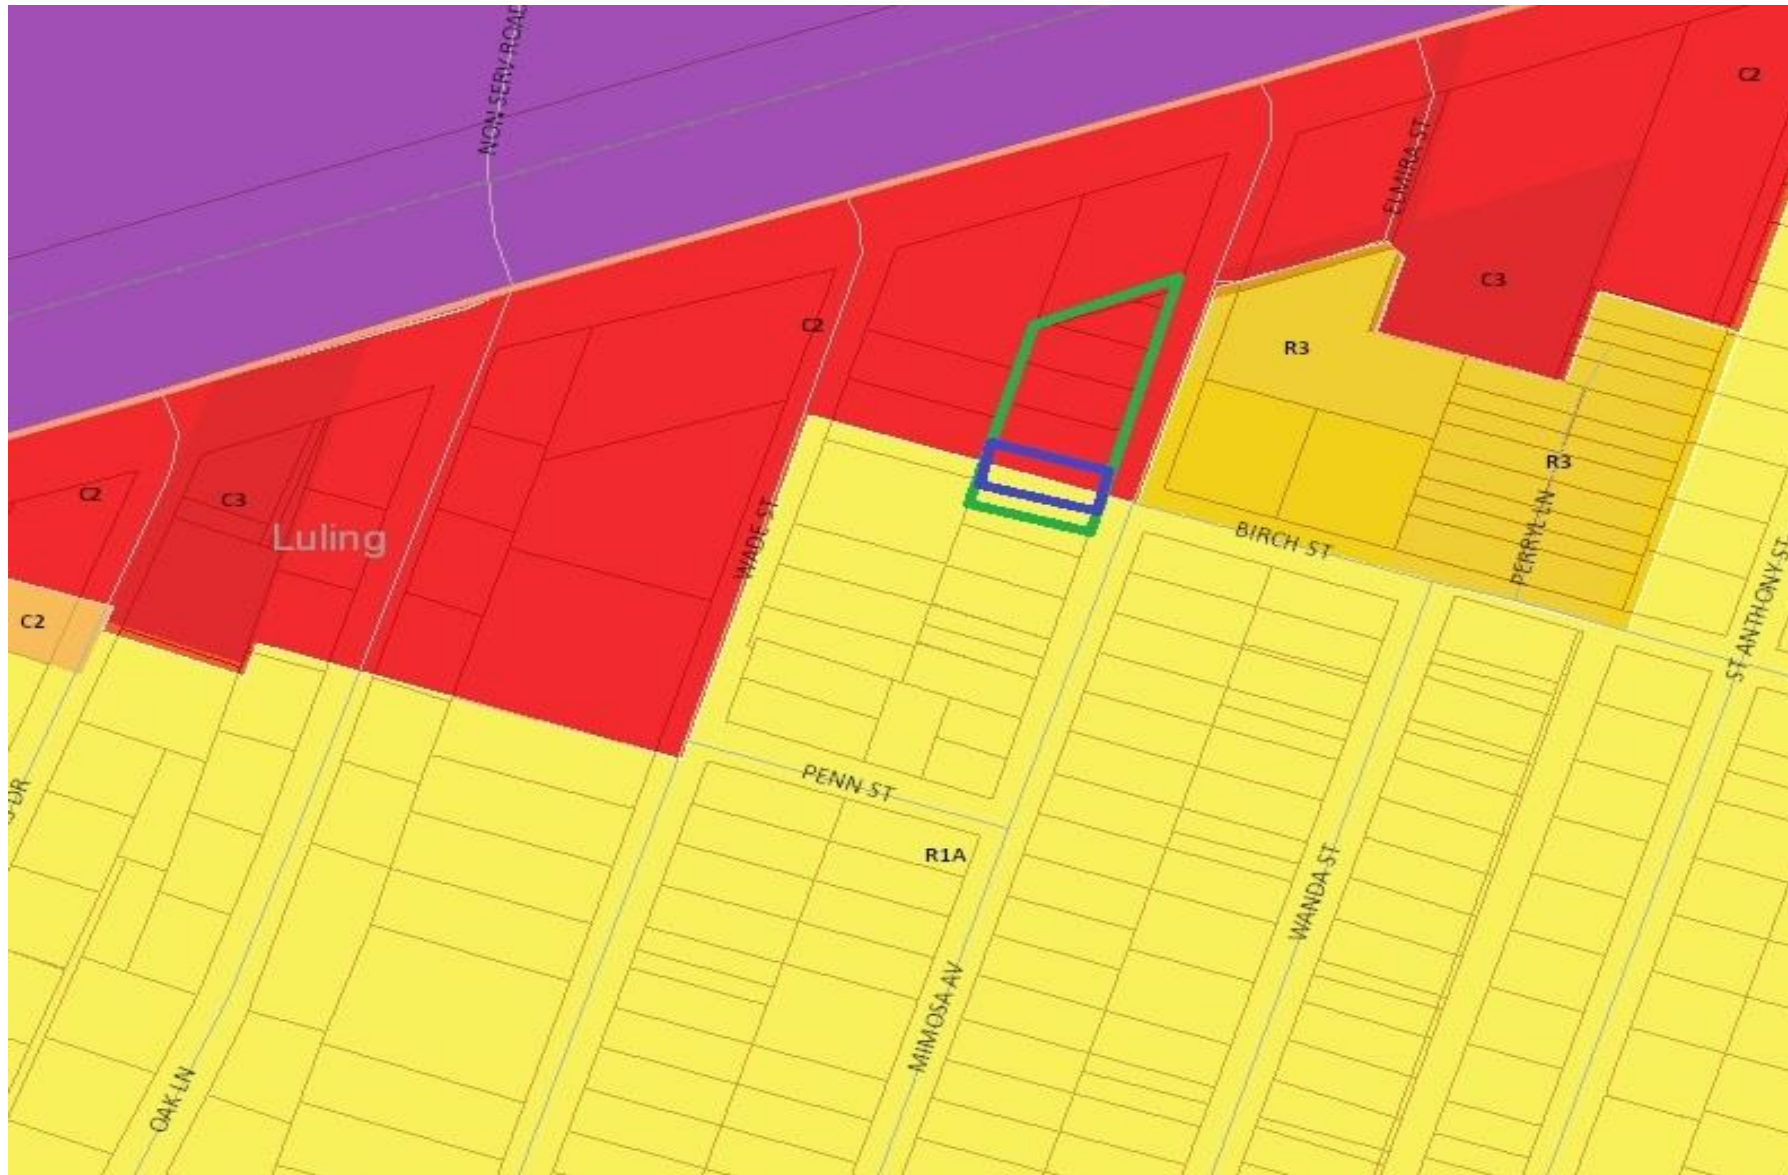 NON SERV ROAD
C2
ELMIRA ST
C3
C2
R3
R3
C2
C3
Luling
WADE ST
BIRCH ST
PERRYL LN
C2
ST ANTHONY ST
PENN ST
DR
R1A
WANDA ST
MIMOSA AV
OAK LN